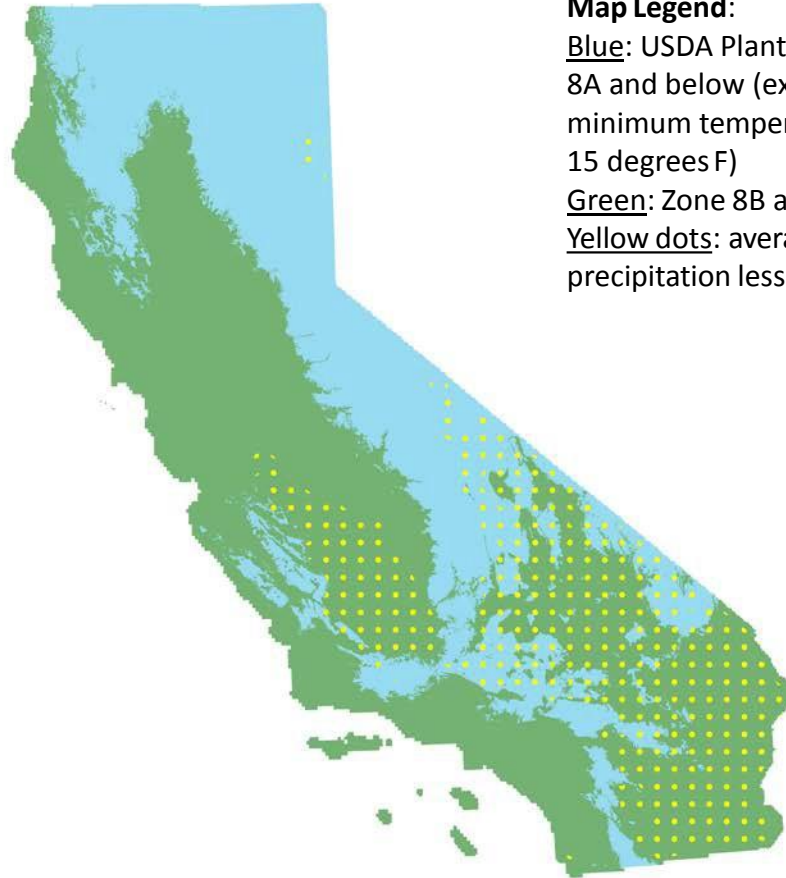 Map Legend:
Blue: USDA Plant
8A and below (ex
minimum temper
15 degrees F)
Green: Zone 8B a
Yellow dots: avera
precipitation less